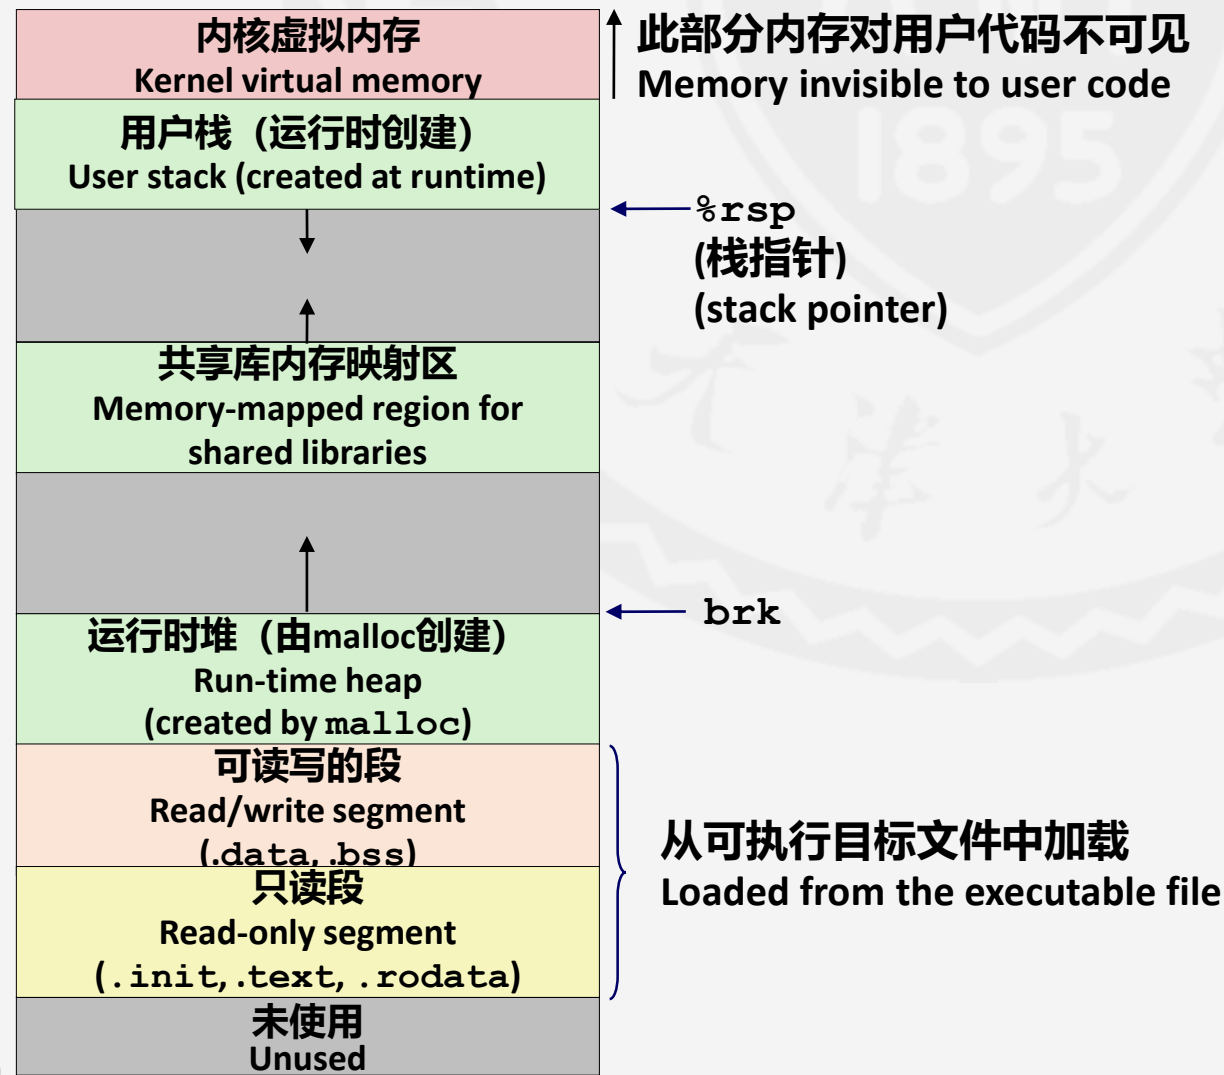 内核虚拟内存
Kernel virtual memory
此部分内存对用户代码不可见
Memory invisible to user code
用户栈（运行时创建）
User stack (created at runtime)
%rsp
(栈指针)
(stack pointer)
共享库内存映射区
Memory-mapped region for
shared libraries
brk
运行时堆（由malloc创建）
Run-time heap
(created by malloc)
可读写的段
Read/write segment
(.data, .bss)
从可执行目标文件中加载
Loaded from the executable file
只读段
Read-only segment
(.init, .text, .rodata)
未使用
Unused
1895